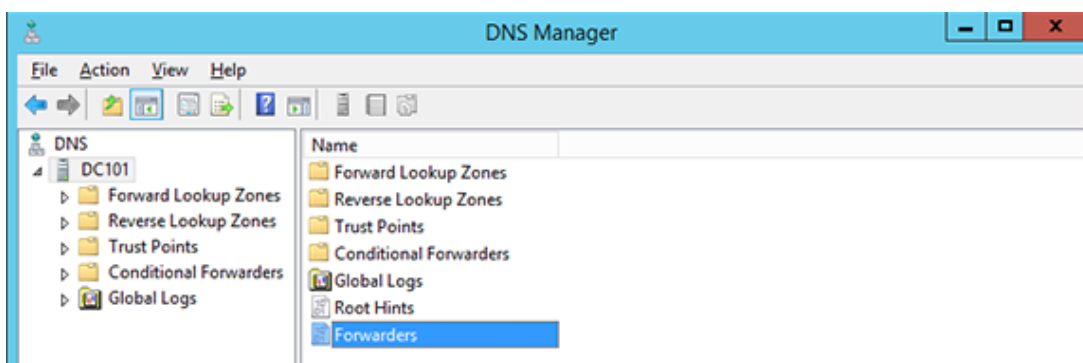 DNS Manager
File Action View Help
DNS
DC101
Forward Lookup Zones
Reverse Lookup Zones
Trust Points
Conditional Forwarders
Global Logs
Name
Forward Lookup Zones
Reverse Lookup Zones
Trust Points
Conditional Forwarders
Global Logs
Root Hints
Forwarders